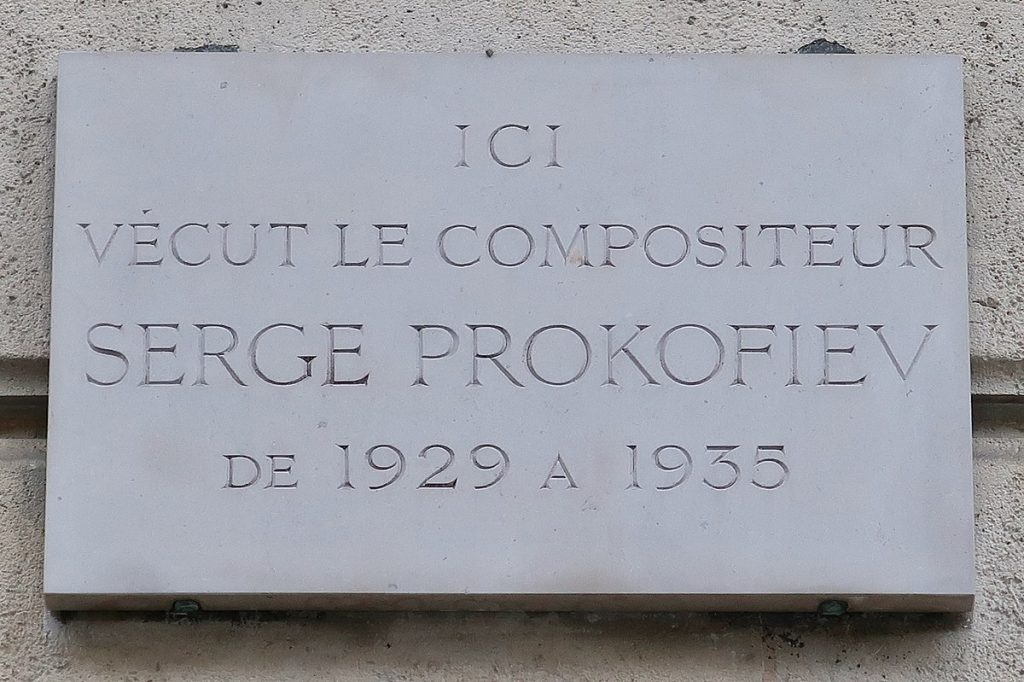 ICI
VÉCUT LE COMPOSITEUR
SERGE PROKOFIEV
DE 1929 A 1935